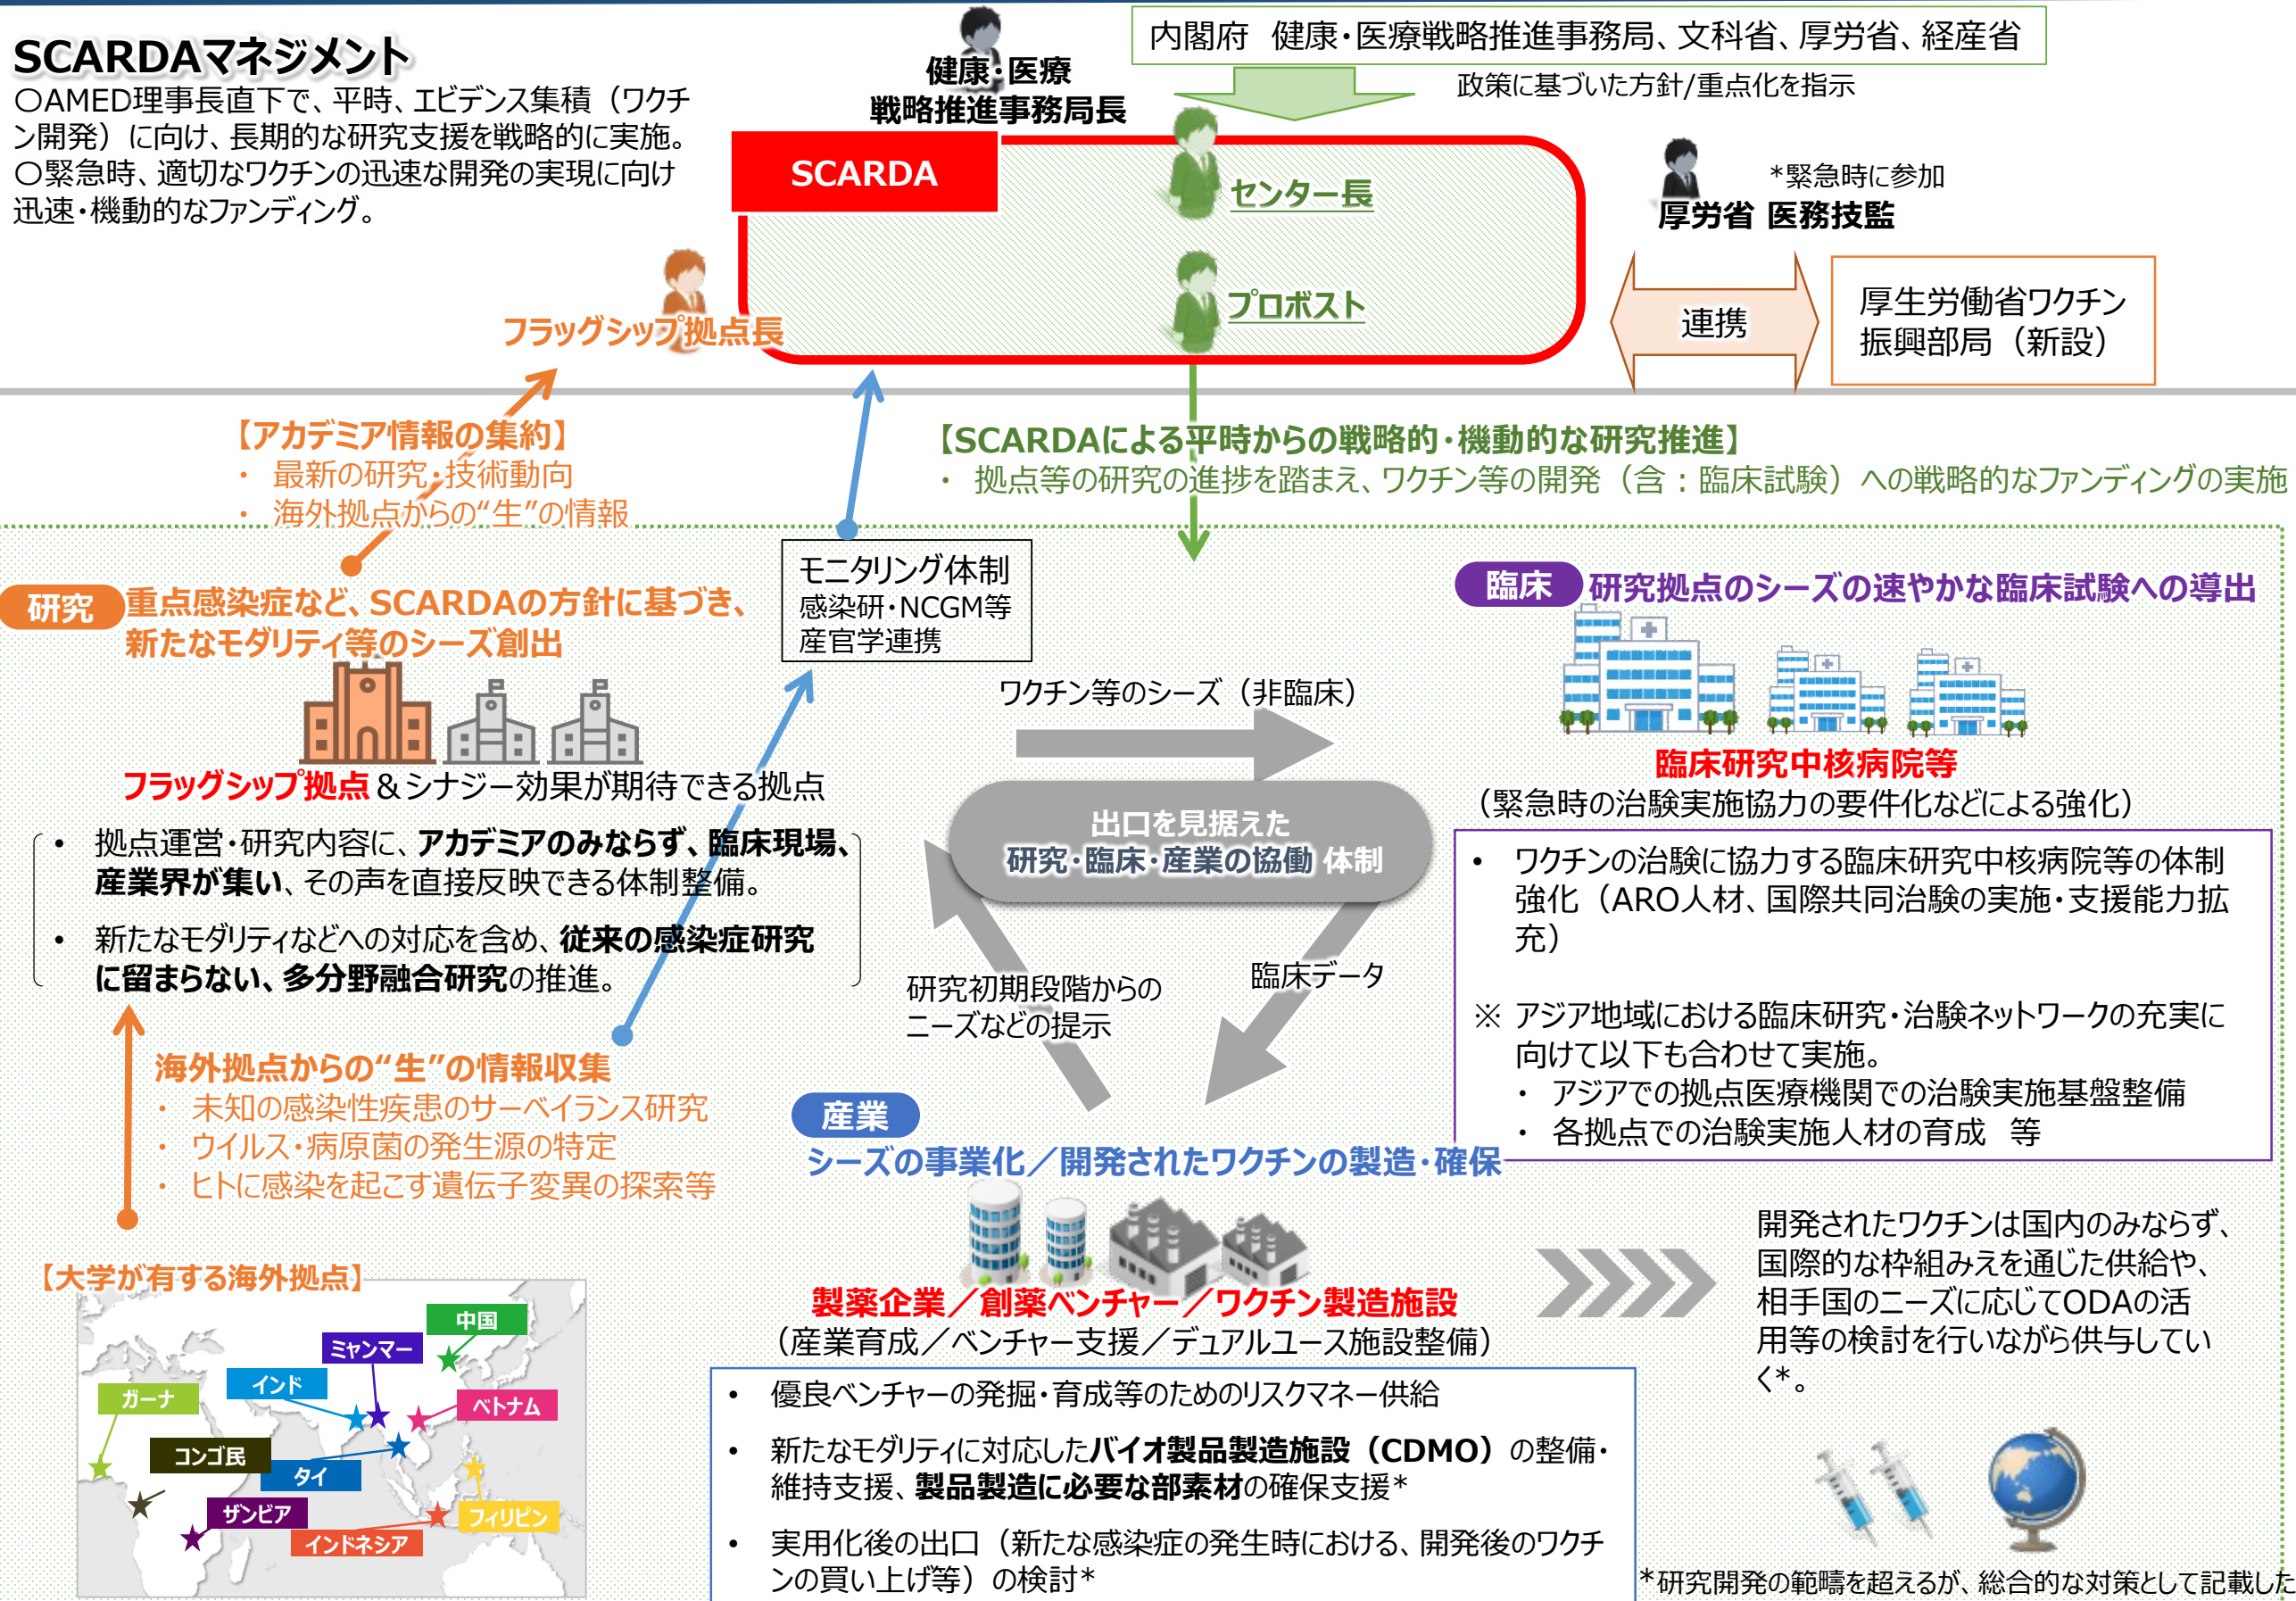 SCARDAマネジメント
〇AMED理事長直下で、平時、エビデンス集積（ワクチ
ン開発）に向け、長期的な研究支援を戦略的に実施。
〇緊急時、適切なワクチンの迅速な開発の実現に向け
迅速・機動的なファンディング。
健康・医療
戦略推進事務局長
内閣府　健康・医療戦略推進事務局、文科省、厚労省、経産省
政策に基づいた方針/重点化を指示
SCARDA
センター長
プロボスト
フラッグシップ拠点長
*緊急時に参加
厚労省 医務技監
連携
厚生労働省ワクチン
振興部局（新設）
【アカデミア情報の集約】
・ 最新の研究・技術動向
・ 海外拠点からの“生”の情報
【SCARDAによる平時からの戦略的・機動的な研究推進】
・ 拠点等の研究の進捗を踏まえ、ワクチン等の開発（含：臨床試験）への戦略的なファンディングの実施
研究
重点感染症など、SCARDAの方針に基づき、
新たなモダリティ等のシーズ創出
フラッグシップ拠点＆シナジー効果が期待できる拠点
• 拠点運営・研究内容に、アカデミアのみならず、臨床現場、
産業界が集い、その声を直接反映できる体制整備。
• 新たなモダリティなどへの対応を含め、従来の感染症研究
に留まらない、多分野融合研究の推進。
モニタリング体制
感染研・NCGM等
産官学連携
ワクチン等のシーズ（非臨床）
出口を見据えた
研究・臨床・産業の協働 体制
研究初期段階からの
ニーズなどの提示
臨床データ
臨床
研究拠点のシーズの速やかな臨床試験への導出
臨床研究中核病院等
（緊急時の治験実施協力の要件化などによる強化）
• ワクチンの治験に協力する臨床研究中核病院等の体制
強化（ARO人材、国際共同治験の実施・支援能力拡
充）
※ アジア地域における臨床研究・治験ネットワークの充実に
向けて以下も合わせて実施。
・ アジアでの拠点医療機関での治験実施基盤整備
・ 各拠点での治験実施人材の育成　等
海外拠点からの“生”の情報収集
・ 未知の感染性疾患のサーベイランス研究
・ ウイルス・病原菌の発生源の特定
・ ヒトに感染を起こす遺伝子変異の探索等
【大学が有する海外拠点】
中国
ミャンマー
インド
ガーナ
ベトナム
コンゴ民
タイ
ザンビア
フィリピン
インドネシア
産業
シーズの事業化／開発されたワクチンの製造・確保
製薬企業／創薬ベンチャー／ワクチン製造施設
（産業育成／ベンチャー支援／デュアルユース施設整備）
• 優良ベンチャーの発掘・育成等のためのリスクマネー供給
• 新たなモダリティに対応したバイオ製品製造施設（CDMO）の整備・
維持支援、製品製造に必要な部素材の確保支援*
• 実用化後の出口（新たな感染症の発生時における、開発後のワクチ
ンの買い上げ等）の検討*
開発されたワクチンは国内のみならず、
国際的な枠組みえを通じた供給や、
相手国のニーズに応じてODAの活
用等の検討を行いながら供与してい
く*。
*研究開発の範疇を超えるが、総合的な対策として記載した